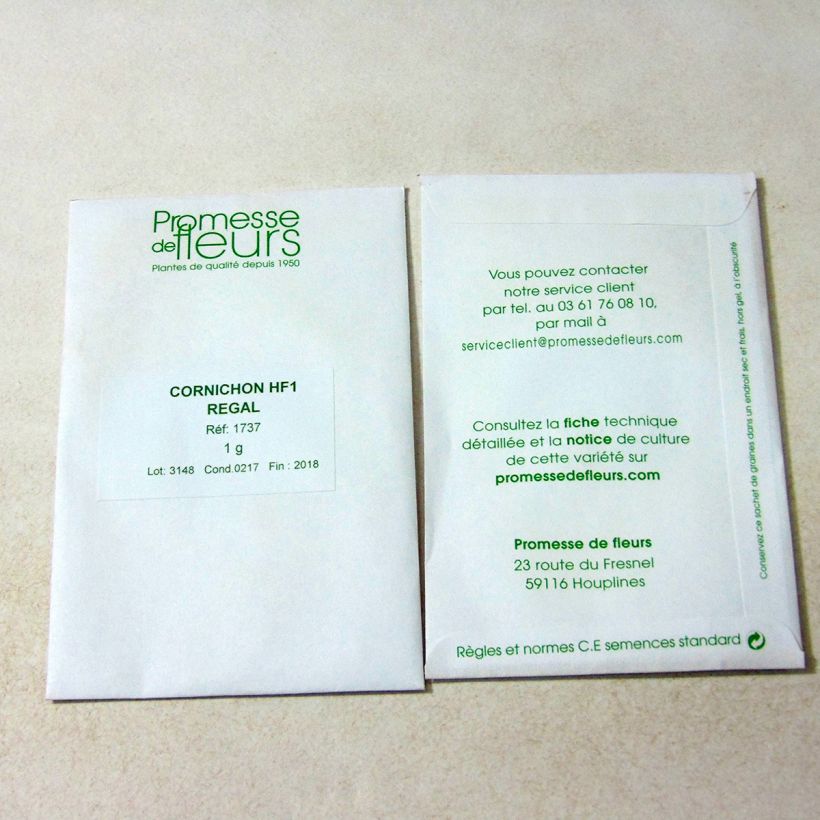 Promesse
de fleurs
Plantes de qualité depuis 1950
CORNICHON HF1
REGAL
Réf: 1737
1 g
Lot: 3148 Cond.0217 Fin : 2018
Vous pouvez contacter
notre service client
par tel. au 03 61 76 08 10,
par mail à
serviceclient@promessedefleurs.com
Consultez la fiche technique
détaillée et la notice de culture
de cette variété sur
promessedefleurs.com
Promesse de fleurs
23 route du Fresnel
59116 Houplines
Règles et normes C.E semences standard
Conservez ce sachet de graines dans un endroit sec et frais, hors gel, à l'obscurité